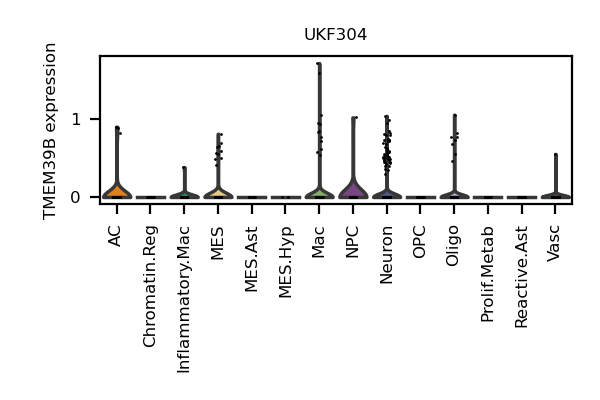 UKF304
TMEM39B expression
1
0
AC
Chromatin.Reg
Inflammatory.Mac
MES
MES.Ast
MES.Hyp
Mac
NPC
Neuron
OPC
Oligo
Prolif.Metab
Reactive.Ast
Vasc